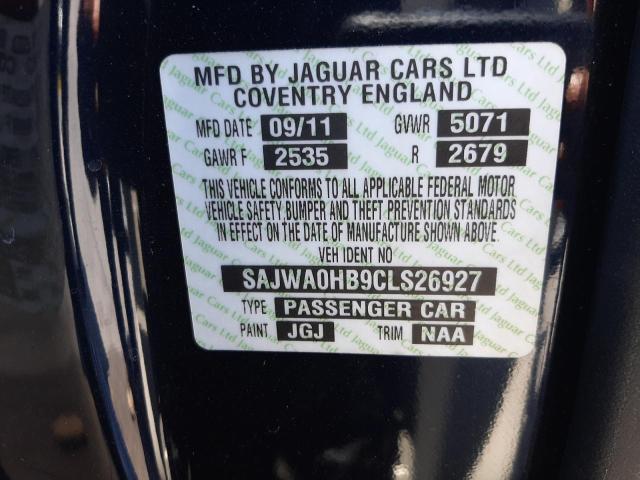 MFD BY JAGUAR CARS LTD
COVENTRY ENGLAND
MFD DATE 09/11 GVWR 5071
GAWR F 2535 R 2679
THIS VEHICLE CONFORMS TO ALL APPLICABLE FEDERAL MOTOR
VEHICLE SAFETY BUMPER AND THEFT PREVENTION STANDARDS
IN EFFECT ON THE DATE OF MANUFACTURE SHOWN ABOVE.
VEH IDENT NO
SAJWA0HB9CLS26927
TYPE PASSENGER CAR
PAINT JGJ TRIM NAA